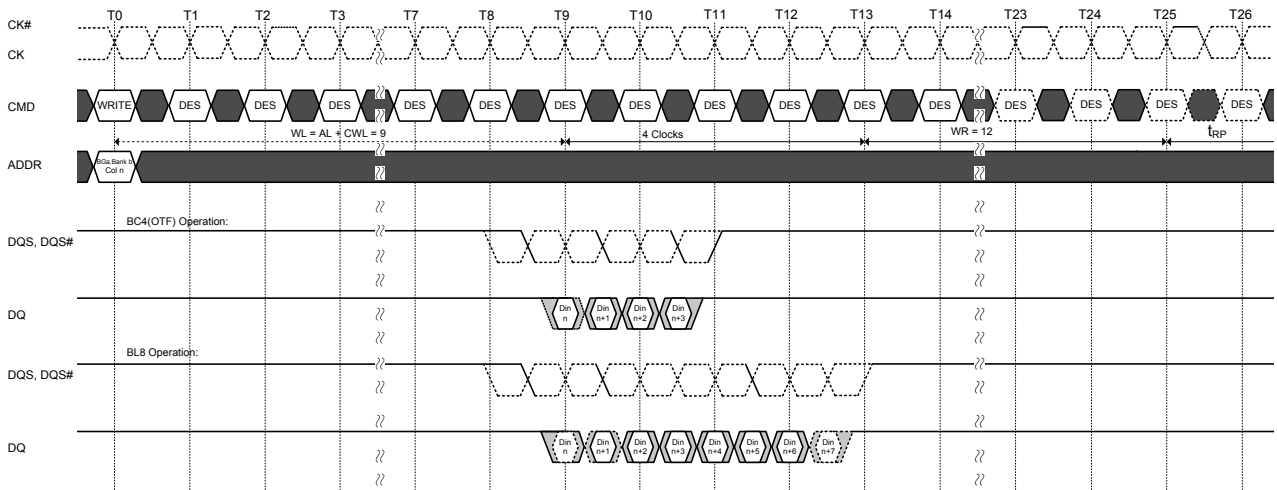 T0 T1 T2 T3 T7 T8 T9 T10 T11 T12 T13 T14 T23 T24 T25 T26
CK#
CK
CMD WRITE DES DES DES DES DES DES DES DES DES DES DES DES DES DES DES
WL = AL + CWL = 9 4 Clocks WR = 12 tRP
ADDR BGa,Bank b
Col n
BC4(OTF) Operation:
DQS, DQS#
DQ Din n Din n+1 Din n+2 Din n+3
BL8 Operation:
DQS, DQS#
DQ Din n Din n+1 Din n+2 Din n+3 Din n+4 Din n+5 Din n+6 Din n+7